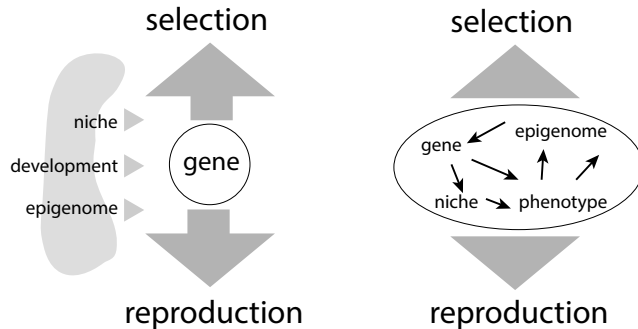 selection
niche
development
epigenome
gene
reproduction
selection
epigenome
gene
niche
phenotype
reproduction